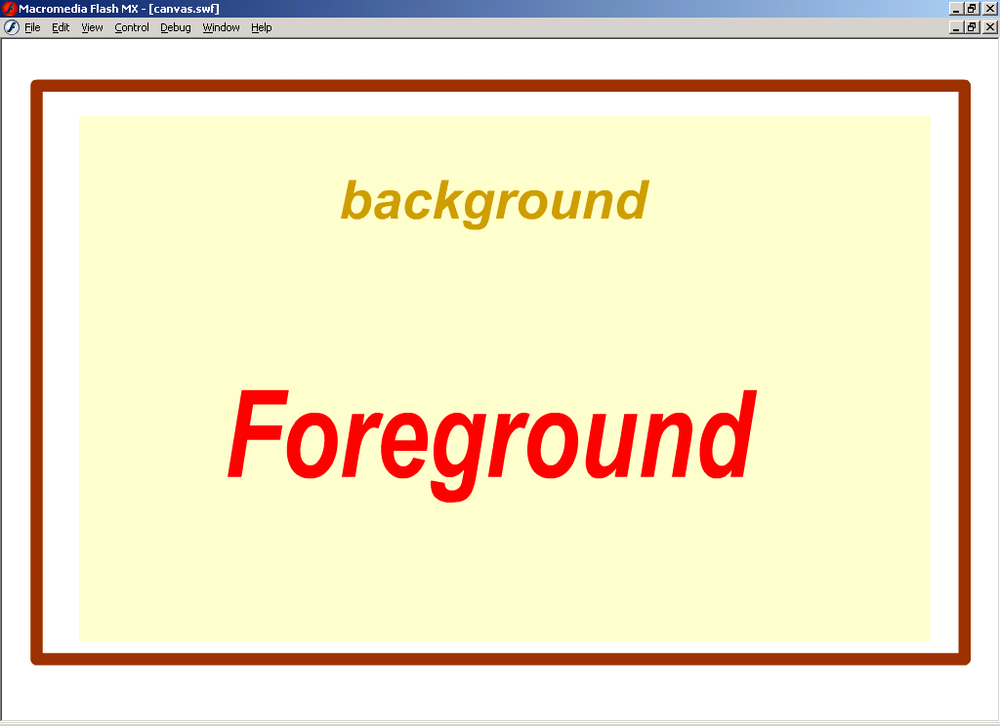 Macromedia Flash MX - [canvas.swf]
File Edit View Control Debug Window Help
background
Foreground